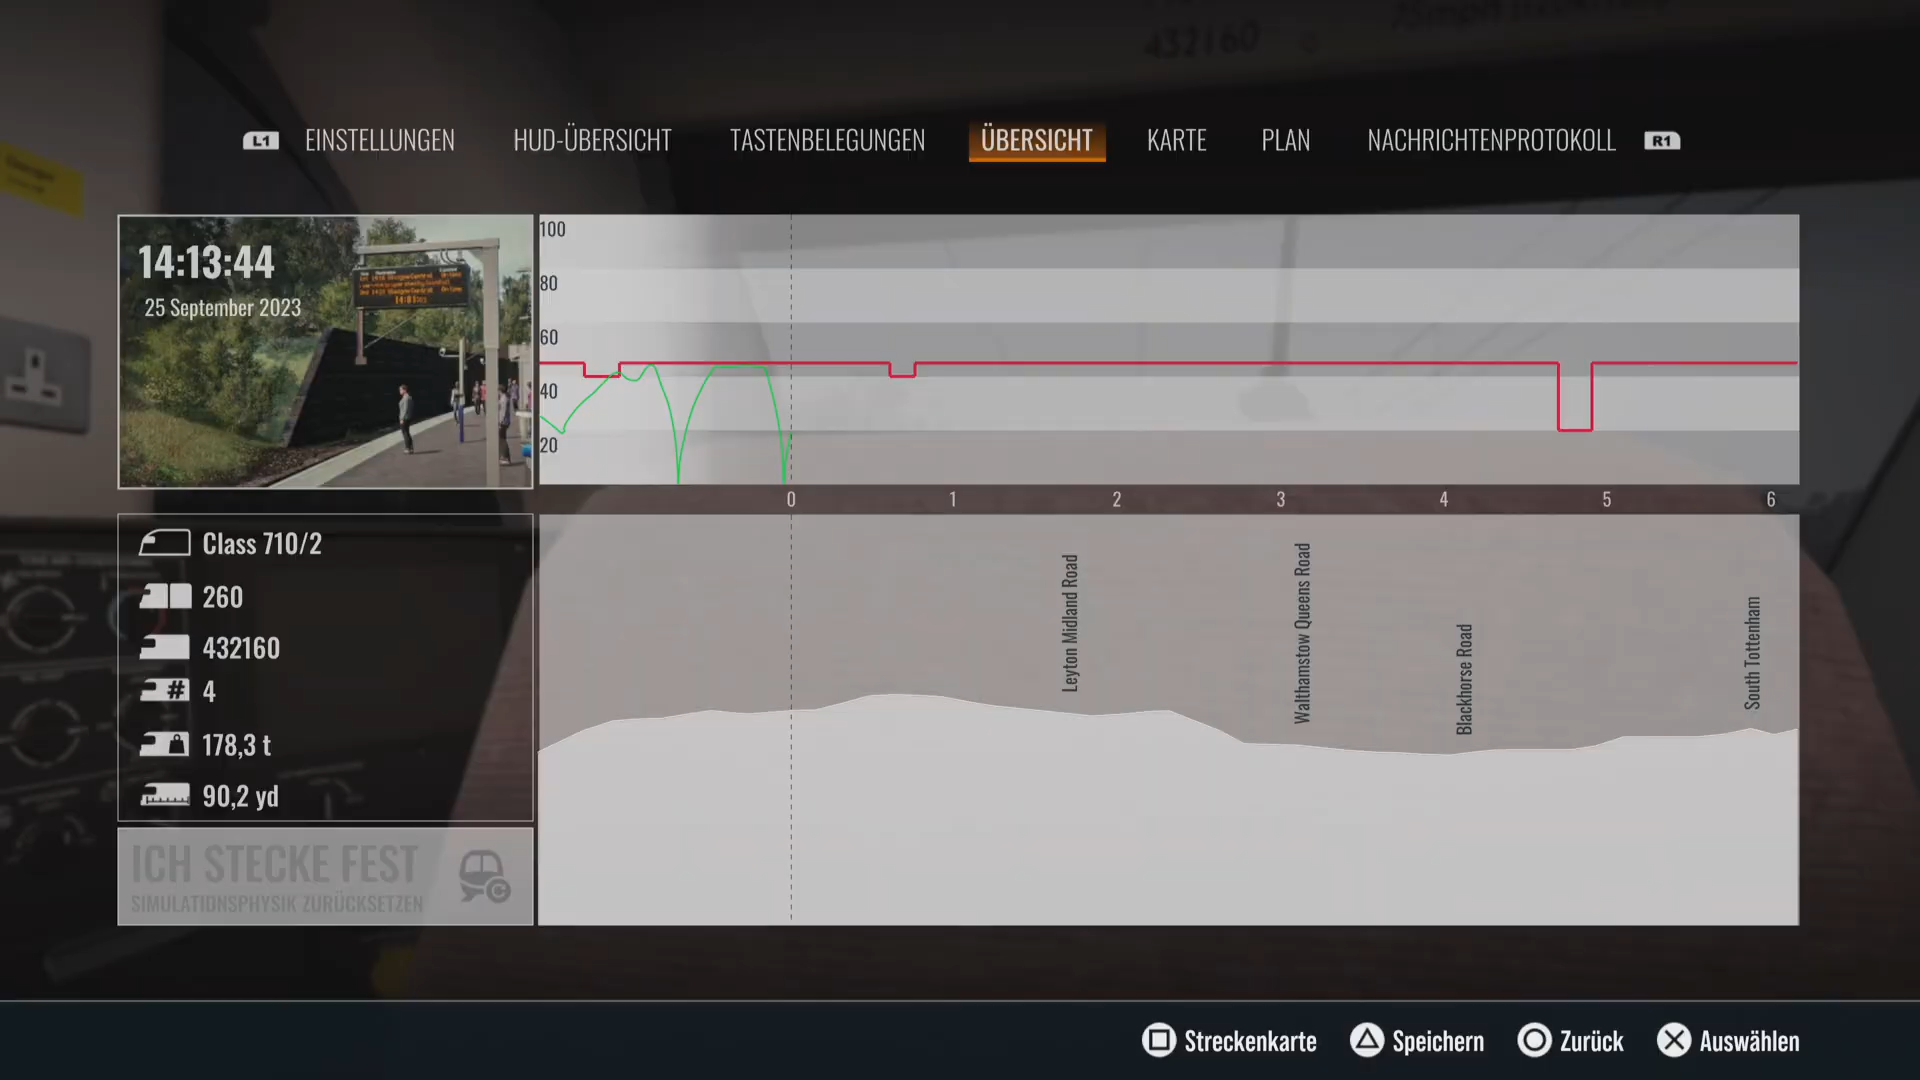 432160
L1 EINSTELLUNGEN HUD-ÜBERSICHT TASTENBELEGUNGEN ÜBERSICHT KARTE PLAN NACHRICHTENPROTOKOLL R1
14:13:44
25 September 2023
100
80
60
40
20
0 1 2 3 4 5 6
Class 710/2
260
432160
# 4
178,3 t
90,2 yd
Leyton Midland Road
Walthamstow Queens Road
Blackhorse Road
South Tottenham
ICH STECKE FEST
SIMULATIONSPHYSIK ZURÜCKSETZEN
Streckenkarte Speichern Zurück Auswählen